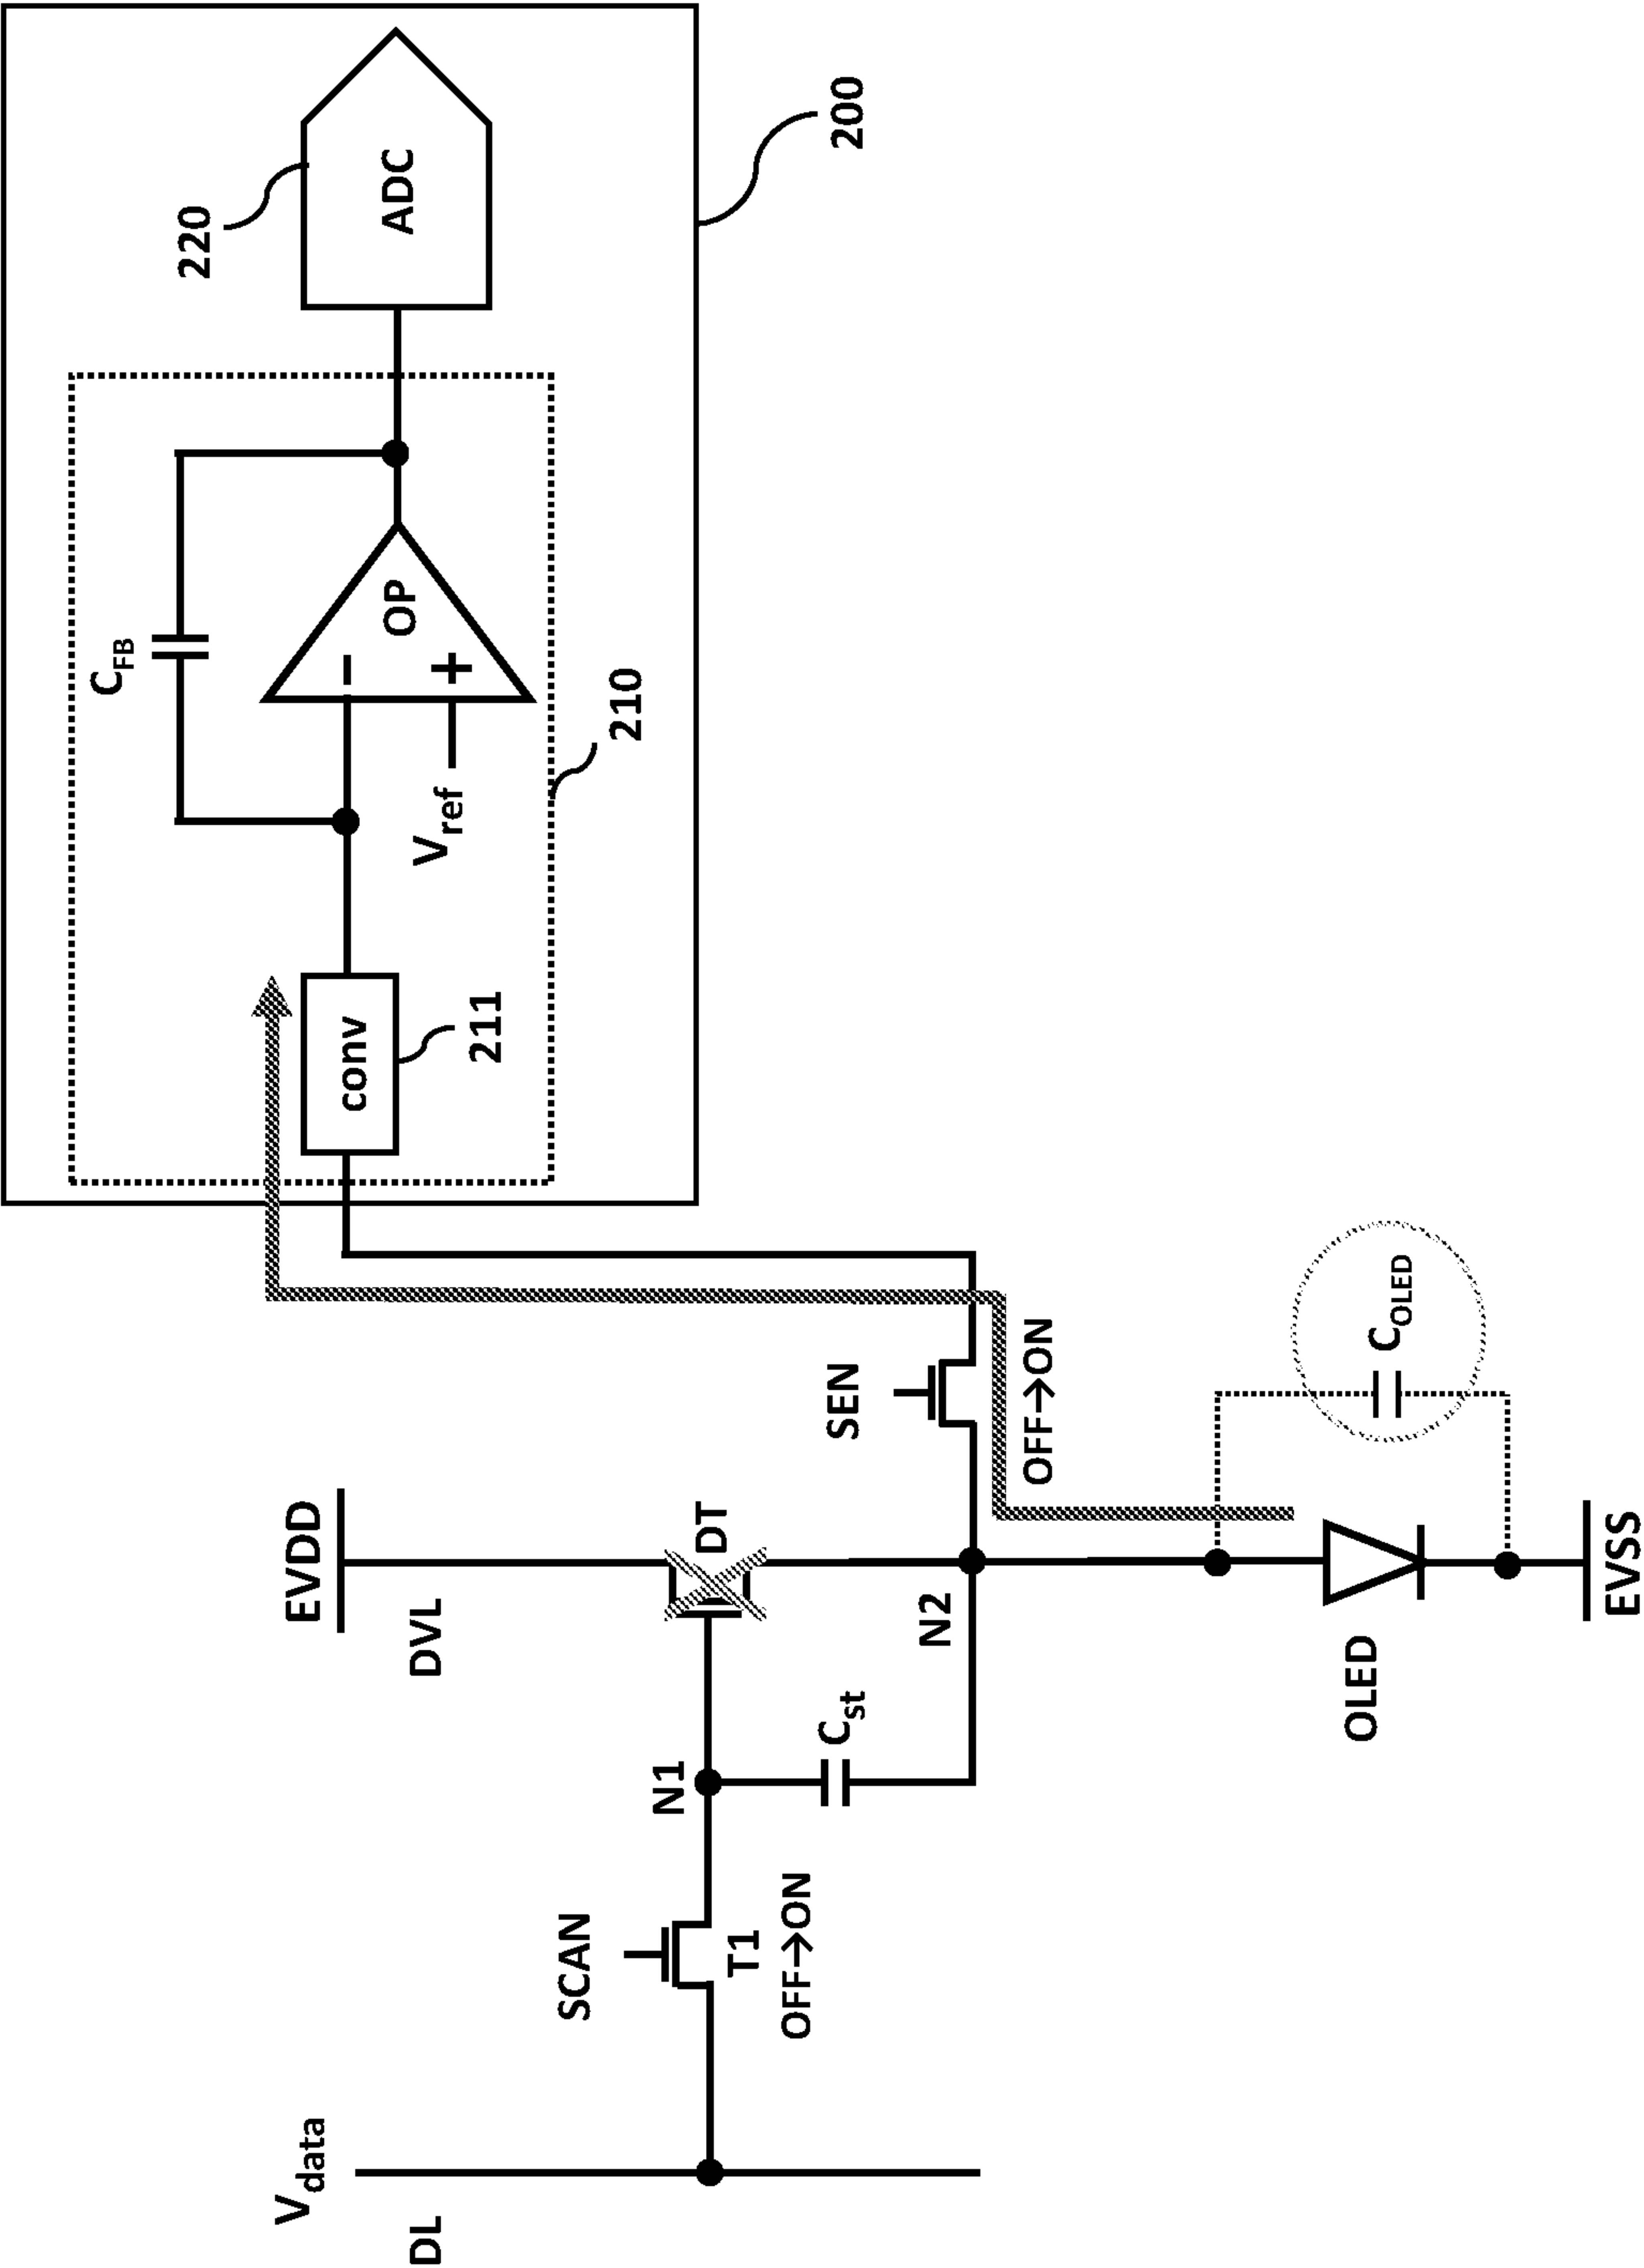 V_data
DL
SCAN
T1
OFF→ON
N1
C_st
EVDD
DVL
DT
N2
SEN
OFF→ON
OLED
C_OLED
EVSS
conv
211
V_ref
C_FB
OP
210
220
ADC
200